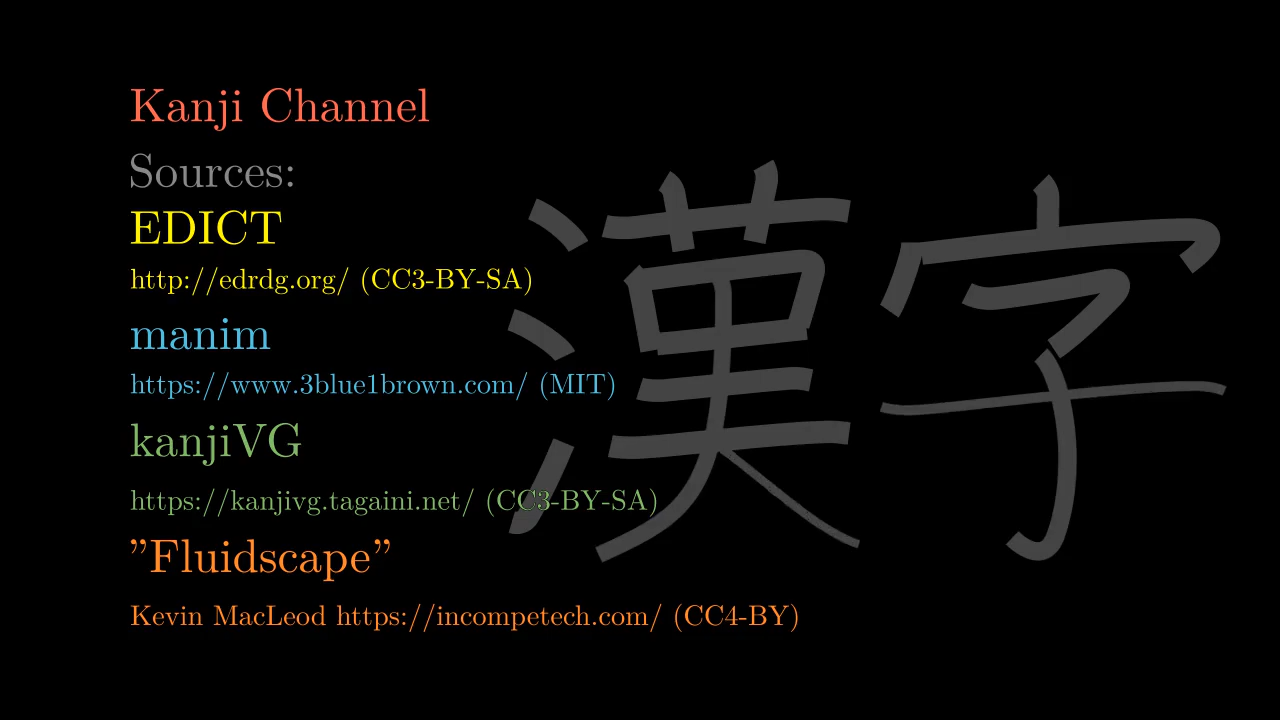 Kanji Channel
Sources:
EDICT
http://edrdg.org/ (CC3-BY-SA)
manim
https://www.3blue1brown.com/ (MIT)
kanjiVG
https://kanjivg.tagaini.net/ (CC3-BY-SA)
”Fluidscape”
Kevin MacLeod https://incompetech.com/ (CC4-BY)
漢字